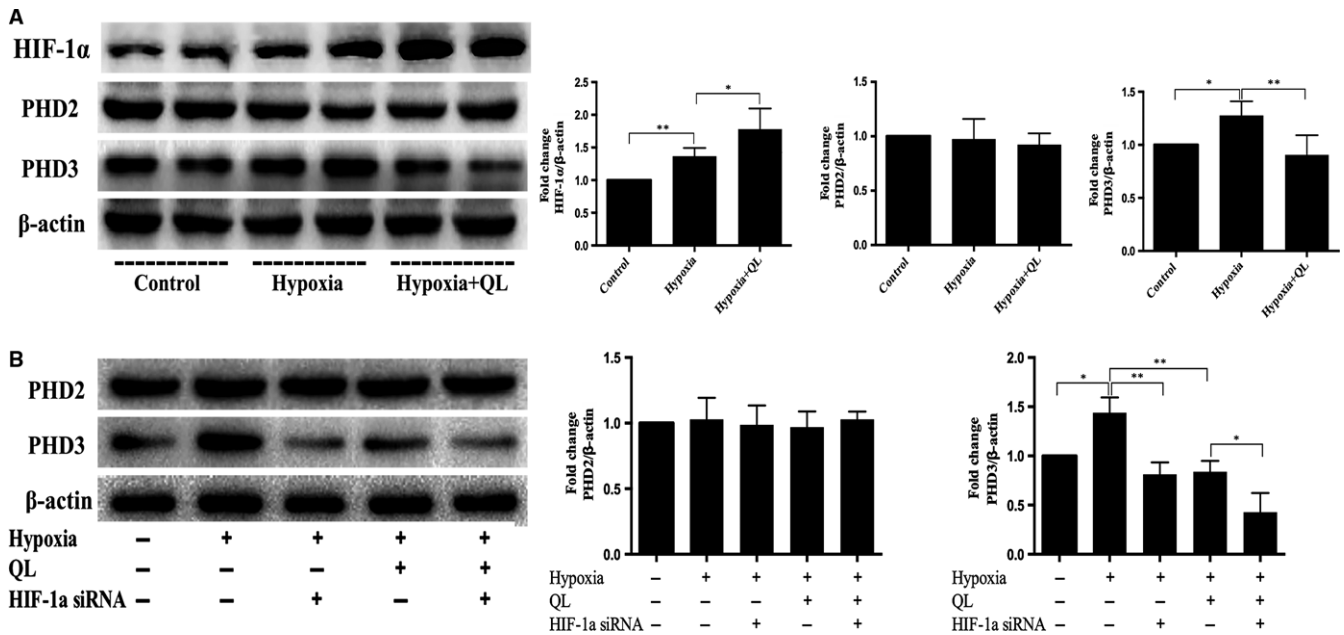 A
HIF-1α
PHD2
PHD3
β-actin
Control Hypoxia Hypoxia+QL
Fold change
HIF-1α/β-actin
2.5
2.0
1.5
1.0
0.5
0.0
**
*
Control
Hypoxia
Hypoxia+QL
Fold change
PHD2/β-actin
1.5
1.0
0.5
0.0
Control
Hypoxia
Hypoxia+QL
Fold change
PHD3/β-actin
1.5
1.0
0.5
0.0
*
**
Control
Hypoxia
Hypoxia+QL
B
PHD2
PHD3
β-actin
Hypoxia – + + + +
QL – – – + +
HIF-1a siRNA – – + – +
Fold change
PHD2/β-actin
1.5
1.0
0.5
0.0
Hypoxia – + + + +
QL – – – + +
HIF-1a siRNA – – + – +
Fold change
PHD3/β-actin
2.0
1.5
1.0
0.5
0.0
*
**
**
*
Hypoxia – + + + +
QL – – – + +
HIF-1a siRNA – – + – +